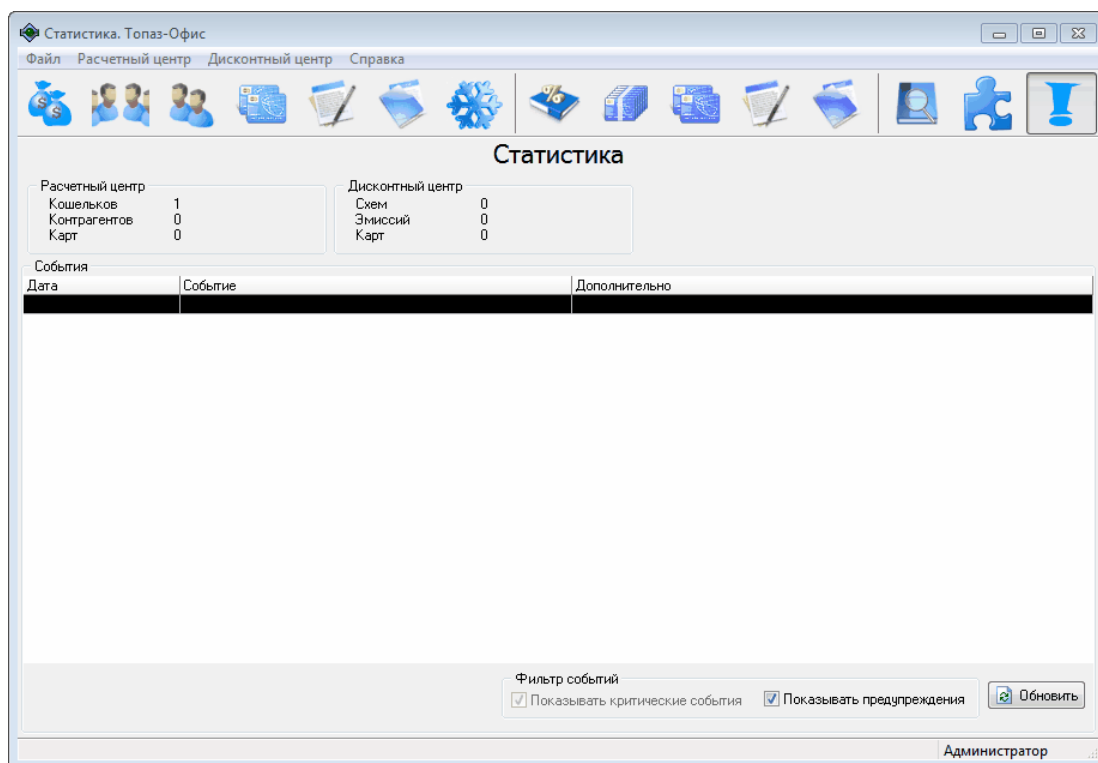 Статистика. Топаз-Офис
Файл Расчетный центр Дисконтный центр Справка
Статистика
Расчетный центр
Кошельков 1
Контрагентов 0
Карт 0
Дисконтный центр
Схем 0
Эмиссий 0
Карт 0
События
Дата Событие Дополнительно
Фильтр событий
Показывать критические события Показывать предупреждения Обновить
Администратор